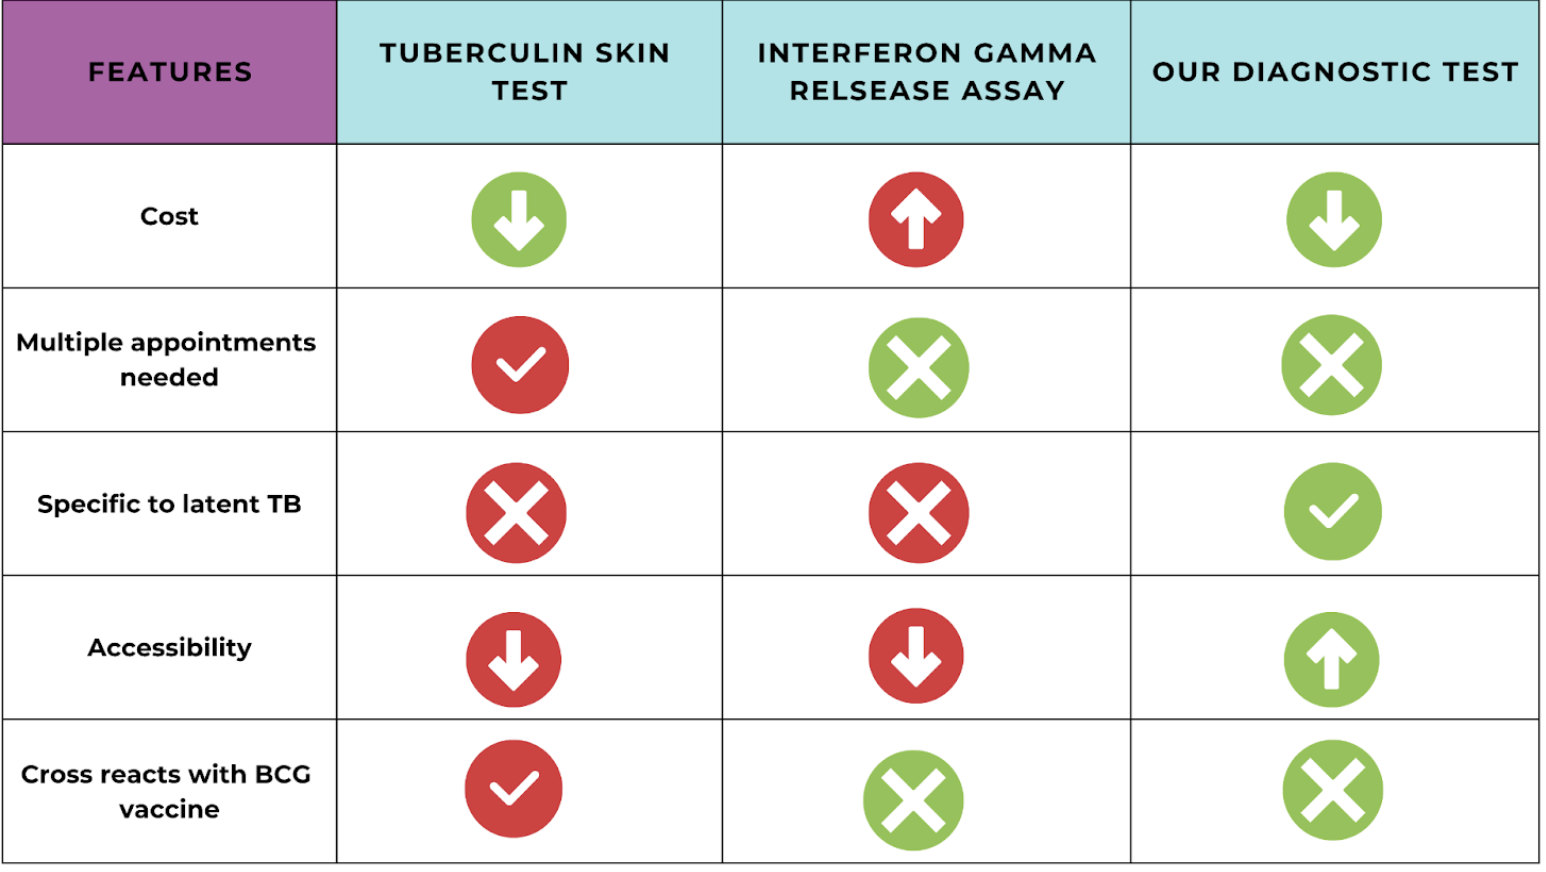 FEATURES
TUBERCULIN SKIN
TEST
INTERFERON GAMMA
RELSEASE ASSAY
OUR DIAGNOSTIC TEST
Cost
Multiple appointments
needed
Specific to latent TB
Accessibility
Cross reacts with BCG
vaccine